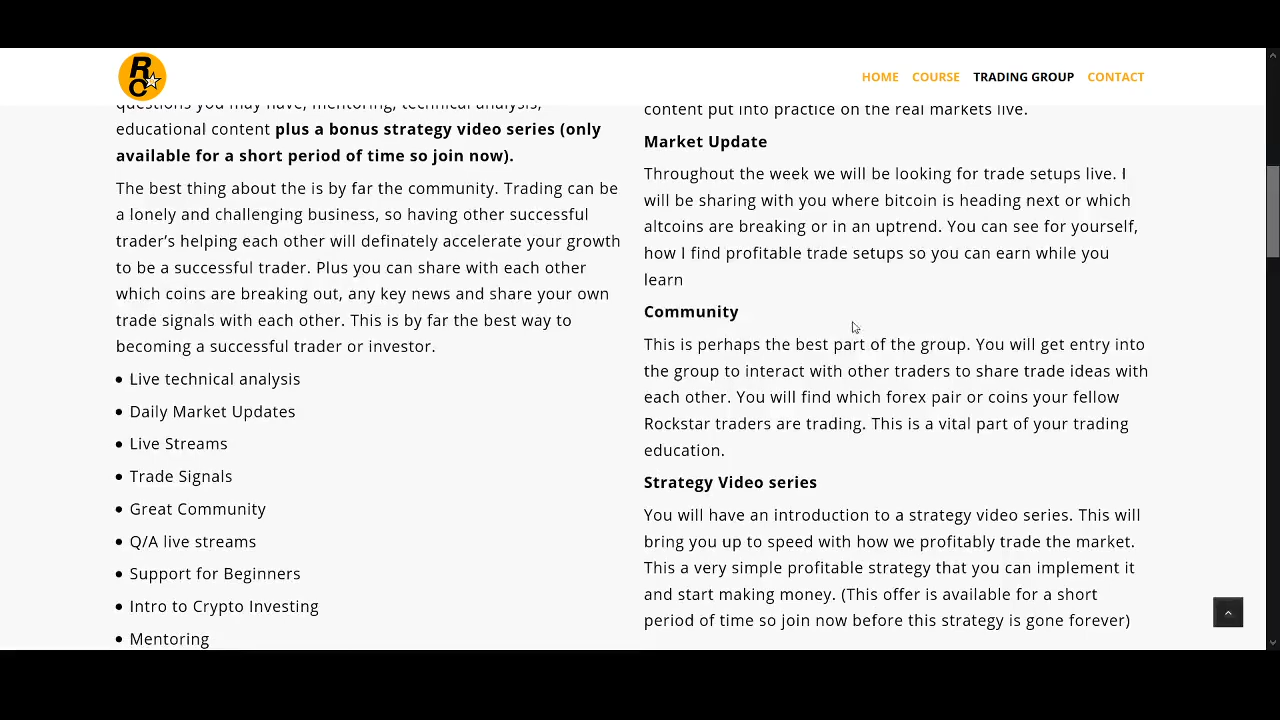 RC
HOME COURSE TRADING GROUP CONTACT
questions you may have, mentoring, technical analysis,
educational content plus a bonus strategy video series (only
available for a short period of time so join now).
The best thing about the is by far the community. Trading can be
a lonely and challenging business, so having other successful
trader’s helping each other will definately accelerate your growth
to be a successful trader. Plus you can share with each other
which coins are breaking out, any key news and share your own
trade signals with each other. This is by far the best way to
becoming a successful trader or investor.
Live technical analysis
Daily Market Updates
Live Streams
Trade Signals
Great Community
Q/A live streams
Support for Beginners
Intro to Crypto Investing
Mentoring
content put into practice on the real markets live.
Market Update
Throughout the week we will be looking for trade setups live. I
will be sharing with you where bitcoin is heading next or which
altcoins are breaking or in an uptrend. You can see for yourself,
how I find profitable trade setups so you can earn while you
learn
Community
This is perhaps the best part of the group. You will get entry into
the group to interact with other traders to share trade ideas with
each other. You will find which forex pair or coins your fellow
Rockstar traders are trading. This is a vital part of your trading
education.
Strategy Video series
You will have an introduction to a strategy video series. This will
bring you up to speed with how we profitably trade the market.
This a very simple profitable strategy that you can implement it
and start making money. (This offer is available for a short
period of time so join now before this strategy is gone forever)